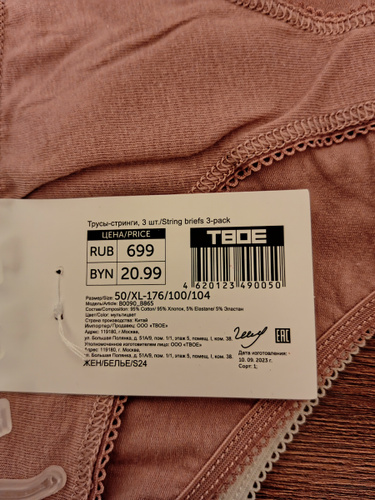 Трусы-стринги, 3 шт./String briefs 3-pack
ЦЕНА/PRICE
RUB 699
BYN 20.99
ТВОЕ
4 620123 490050
Размер/Size: 50/XL-176/100/104
Модель/Article: B0090_B865
Состав/Composition: 95% Cotton/ 95% Хлопок, 5% Elastane/ 5% Эластан
Цвет/Color: мультицвет
Страна производства: Китай
Импортер/Продавец: ООО «ТВОЕ»
Адрес: 119180, г. Москва,
ул. Большая Полянка, д. 51А/9, пом. 1/1, этаж 5, помещ. I, ком. 38.
Уполномоченное изготовителем лицо: ООО «ТВОЕ»
Адрес: 119180, г. Москва,
ул. Большая Полянка, д. 51А/9, пом. 1/1, этаж 5, помещ. I, ком. 38.
ЖЕН/БЕЛЬЕ/S24
EAC
Дата изготовления:
10. 09. 2023 г.
Сорт: 1;